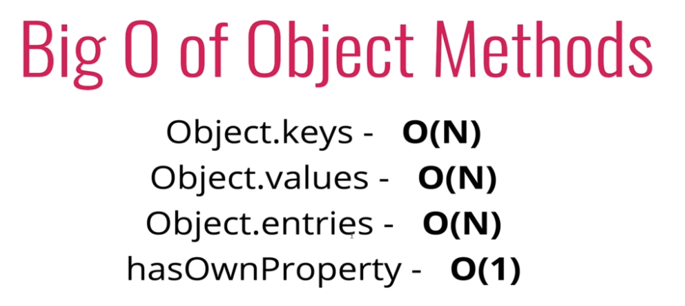 Big O of Object Methods
Object.keys - O(N)
Object.values - O(N)
Object.entries - O(N)
hasOwnProperty - O(1)